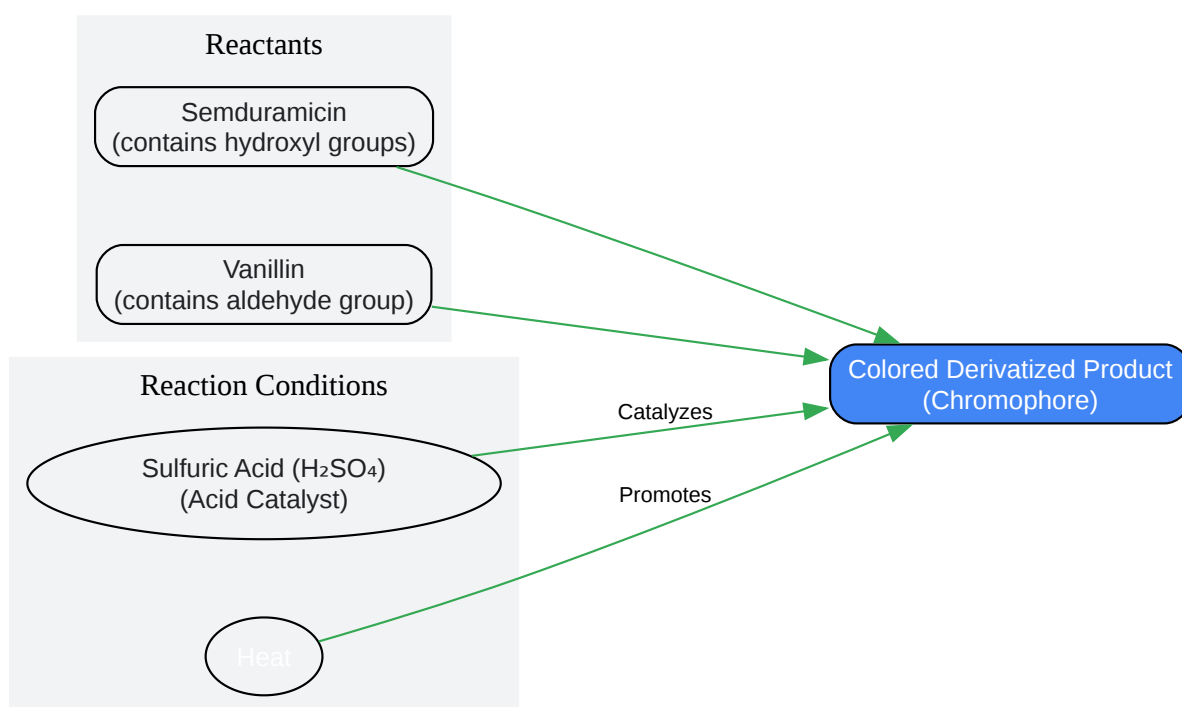 Reactants
Semduramicin
(contains hydroxyl groups)
Vanillin
(contains aldehyde group)
Reaction Conditions
Sulfuric Acid (H₂SO₄)
(Acid Catalyst)
Heat
Catalyzes
Promotes
Colored Derivatized Product
(Chromophore)